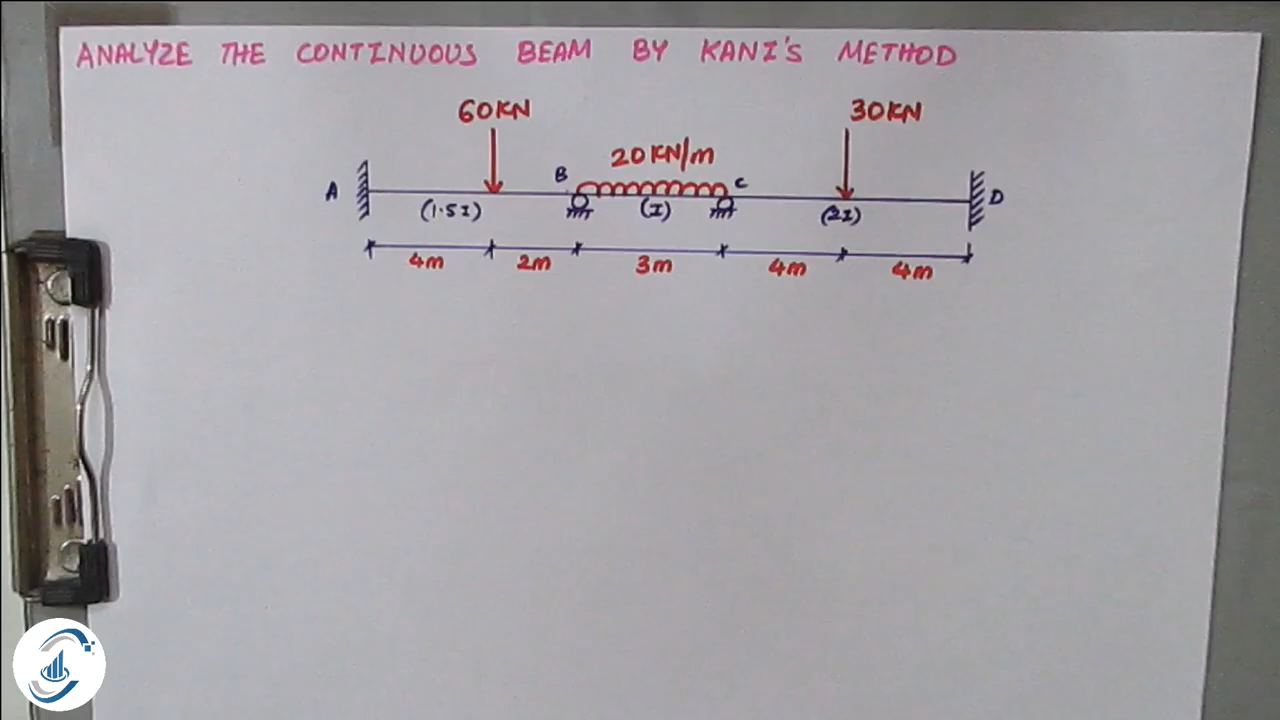 ANALYZE THE CONTINUOUS BEAM BY KANI'S METHOD
60KN 30KN
20KN/m
A B C D
(1.5I) (I) (2I)
4m 2m 3m 4m 4m